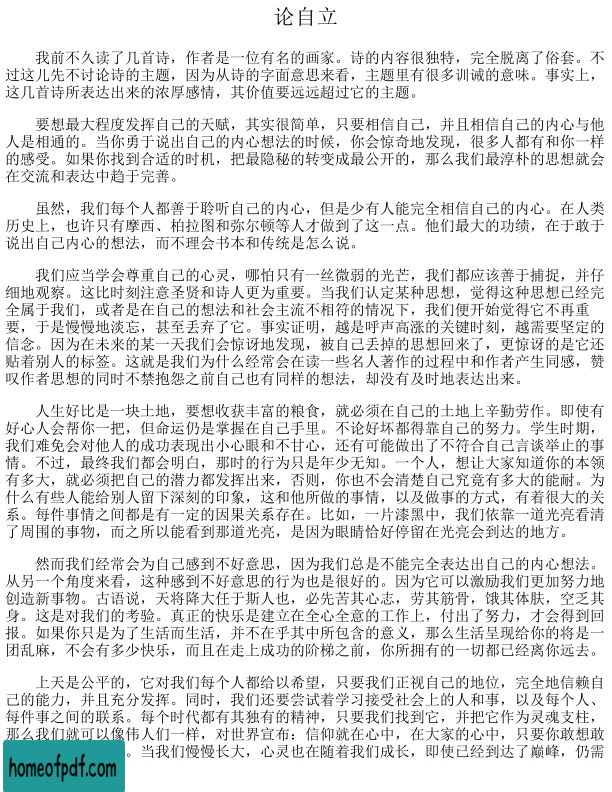 论自立
我前不久读了几首诗，作者是一位有名的画家。诗的内容很独特，完全脱离了俗套。不
过这儿先不讨论诗的主题，因为从诗的字面意思来看，主题里有很多训诫的意味。事实上，
这几首诗所表达出来的浓厚感情，其价值要远远超过它的主题。
要想最大程度发挥自己的天赋，其实很简单，只要相信自己，并且相信自己的内心与他
人是相通的。当你勇于说出自己的内心想法的时候，你会惊奇地发现，很多人都有和你一样
的感受。如果你找到合适的时机，把最隐秘的转变成最公开的，那么我们最淳朴的思想就会
在交流和表达中趋于完善。
虽然，我们每个人都善于聆听自己的内心，但是少有人能完全相信自己的内心。在人类
历史上，也许只有摩西、柏拉图和弥尔顿等人才做到了这一点。他们最大的功绩，在于敢于
说出自己内心的想法，而不理会书本和传统是怎么说。
我们应当学会尊重自己的心灵，哪怕只有一丝微弱的光芒，我们都应该善于捕捉，并仔
细地观察。这比时刻注意圣贤和诗人更为重要。当我们认定某种思想，觉得这种思想已经完
全属于我们，或者是在自己的想法和社会主流不相符的情况下，我们便开始觉得它不再重
要，于是慢慢地淡忘，甚至丢弃了它。事实证明，越是呼声高涨的关键时刻，越需要坚定的
信念。因为在未来的某一天我们会惊讶地发现，被自己丢掉的思想回来了，更惊讶的是它还
贴着别人的标签。这就是我们为什么经常会在读一些名人著作的过程中和作者产生同感，赞
叹作者思想的同时不禁抱怨之前自己也有同样的想法，却没有及时地表达出来。
人生好比是一块土地，要想收获丰富的粮食，就必须在自己的土地上辛勤劳作。即使有
好心人会帮你一把，但命运仍是掌握在自己手里。不论好坏都得靠自己的努力。学生时期，
我们难免会对他人的成功表现出小心眼和不甘心，还有可能做出了不符合自己言谈举止的事
情。不过，最终我们都会明白，那时的行为只是年少无知。一个人，想让大家知道你的本领
有多大，就必须把自己的潜力都发挥出来，否则，你也不会清楚自己究竟有多大的能耐。为
什么有些人能给别人留下深刻的印象，这和他所做的事情，以及做事的方式，有着很大的关
系。每件事情之间都是有一定的因果关系存在。比如，一片漆黑中，我们依靠一道光亮看清
了周围的事物，而之所以能看到那道光亮，是因为眼睛恰好停留在光亮会到达的地方。
然而我们经常会为自己感到不好意思，因为我们总是不能完全表达出自己的内心想法。
从另一个角度来看，这种感到不好意思的行为也是很好的。因为它可以激励我们更加努力地
创造新事物。古语说，天将降大任于斯人也，必先苦其心志，劳其筋骨，饿其体肤，空乏其
身。这是对我们的考验。真正的快乐是建立在全心全意的工作上，付出了努力，才会得到回
报。如果你只是为了生活而生活，并不在乎其中所包含的意义，那么生活呈现给你的将是一
团乱麻，不会有多少快乐，而且在走上成功的阶梯之前，你所拥有的一切都已经离你远去。
上天是公平的，它对我们每个人都给以希望，只要我们正视自己的地位，完全地信赖自
己的能力，并且充分发挥。同时，我们还要尝试着学习接受社会上的人和事，以及每个人、
每件事之间的联系。每个时代都有其独有的精神，只要我们找到它，并把它作为灵魂支柱，
那么我们就可以像伟人们一样，对世界宣布：信仰就在心中，在大家的心中，只要你敢想敢
。当我们慢慢长大，心灵也在随着我们成长，即使已经到达了巅峰，仍需
homeofpdf.com